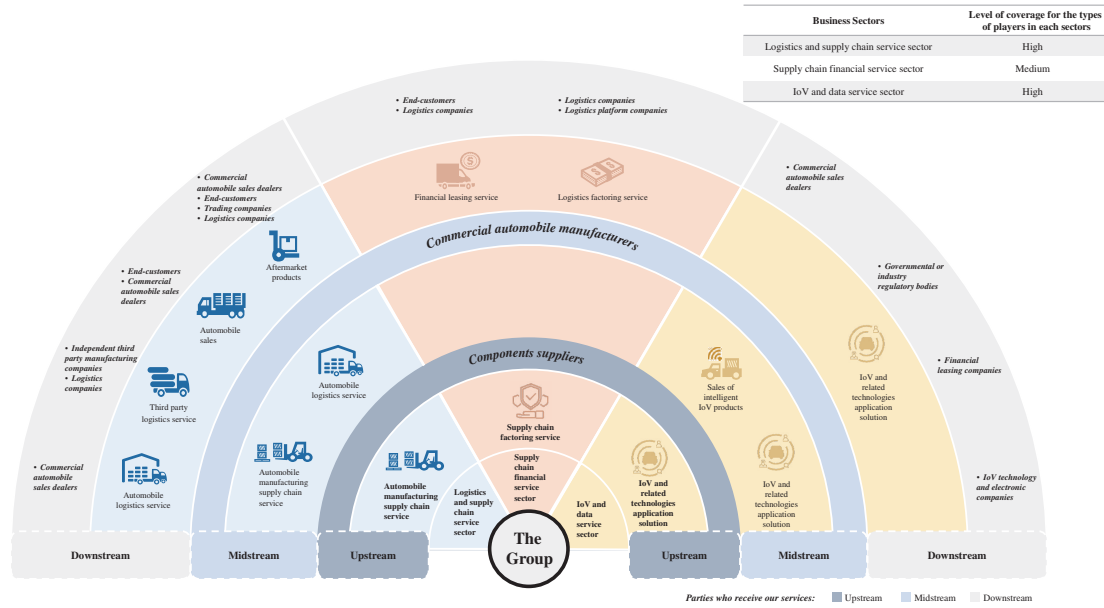 Business Sectors
Level of coverage for the types
of players in each sectors
Logistics and supply chain service sector
High
Supply chain financial service sector
Medium
IoV and data service sector
High
• End-customers
• Logistics companies
• Logistics companies
• Logistics platform companies
Financial leasing service
Logistics factoring service
• Commercial
automobile sales dealers
• End-customers
• Trading companies
• Logistics companies
• Commercial
automobile sales
dealers
Commercial automobile manufacturers
Aftermarket
products
• End-customers
• Commercial
automobile sales
dealers
• Governmental or
industry
regulatory bodies
Automobile
sales
• Independent third
party manufacturing
companies
• Logistics
companies
Components suppliers
• Financial
leasing companies
Third party
logistics service
Automobile
logistics service
Sales of
intelligent
IoV products
IoV and
related
technologies
application
solution
Supply chain
factoring service
• Commercial
automobile
sales dealers
Automobile
logistics service
Automobile
manufacturing
supply chain
service
Automobile
manufacturing
supply chain
service
Logistics
and supply
chain
service
sector
Supply
chain
financial
service
sector
IoV and
data
service
sector
IoV and
related
technologies
application
solution
IoV and
related
technologies
application
solution
• IoV technology
and electronic
companies
Downstream
Midstream
Upstream
The
Group
Upstream
Midstream
Downstream
Parties who receive our services:
Upstream
Midstream
Downstream